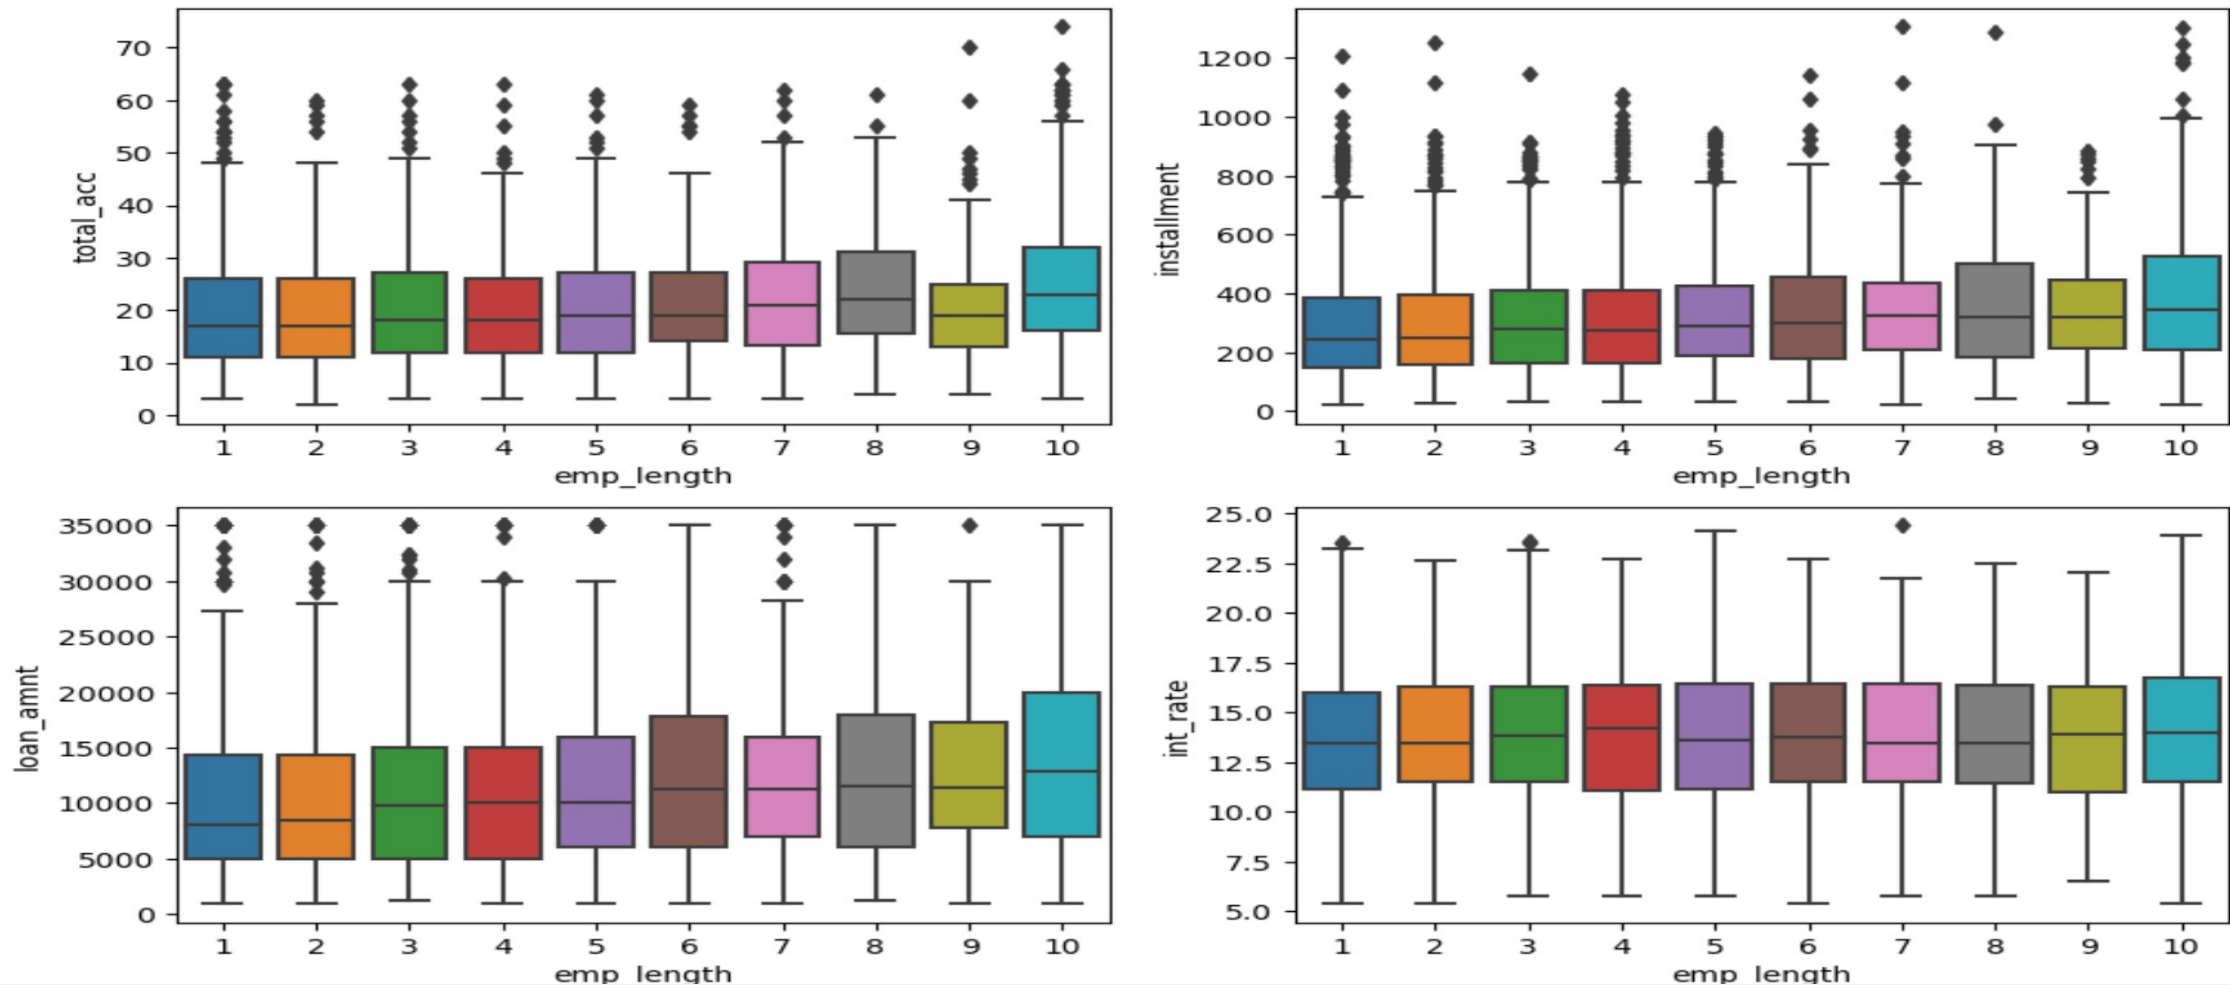 total_acc
70
60
50
40
30
20
10
0
1 2 3 4 5 6 7 8 9 10
emp_length
installment
1200
1000
800
600
400
200
0
1 2 3 4 5 6 7 8 9 10
emp_length
loan_amnt
35000
30000
25000
20000
15000
10000
5000
0
1 2 3 4 5 6 7 8 9 10
emp_length
int_rate
25.0
22.5
20.0
17.5
15.0
12.5
10.0
7.5
5.0
1 2 3 4 5 6 7 8 9 10
emp_length